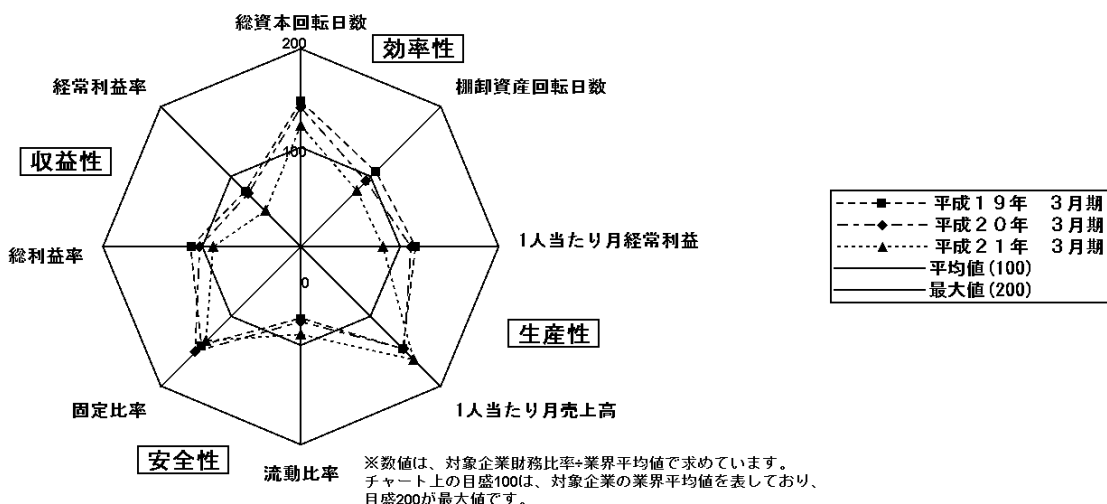 総資本回転日数
200
効率性
経常利益率
棚卸資産回転日数
100
収益性
総利益率
1人当たり月経常利益
0
生産性
固定比率
1人当たり月売上高
安全性
流動比率
平成19年 3月期
平成20年 3月期
平成21年 3月期
平均値(100)
最大値(200)
※数値は、対象企業財務比率÷業界平均値で求めています。
チャート上の目盛100は、対象企業の業界平均値を表しており、
目盛200が最大値です。